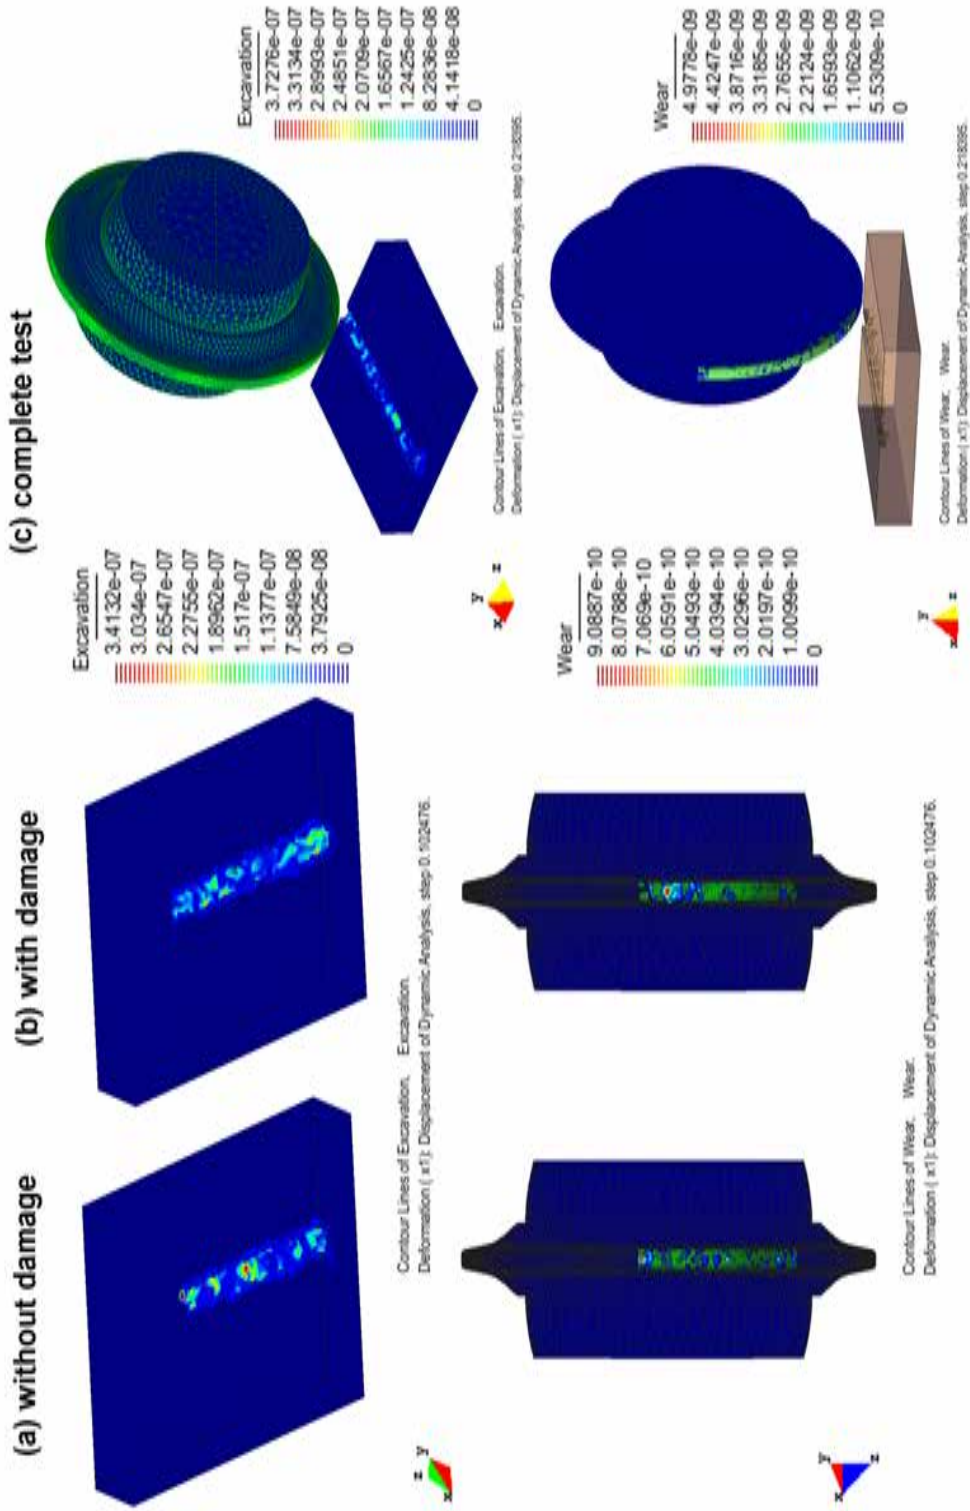 (a) without damage
(b) with damage
(c) complete test
Excavation
3.4132e-07
3.034e-07
2.6547e-07
2.2755e-07
1.8962e-07
1.517e-07
1.1377e-07
7.5849e-08
3.7925e-08
0
z
y
x
Contour Lines of Excavation. Excavation.
Deformation ( x1): Displacement of Dynamic Analysis, step 0.102476.
Excavation
3.7276e-07
3.3134e-07
2.8993e-07
2.4851e-07
2.0709e-07
1.6567e-07
1.2425e-07
8.2836e-08
4.1418e-08
0
y
x
z
Contour Lines of Excavation. Excavation.
Deformation ( x1): Displacement of Dynamic Analysis, step 0.218395.
Wear
9.0887e-10
8.0788e-10
7.069e-10
6.0591e-10
5.0493e-10
4.0394e-10
3.0296e-10
2.0197e-10
1.0099e-10
0
y
x
z
Contour Lines of Wear. Wear.
Deformation ( x1): Displacement of Dynamic Analysis, step 0.102476.
Wear
4.9778e-09
4.4247e-09
3.8716e-09
3.3185e-09
2.7655e-09
2.2124e-09
1.6593e-09
1.1062e-09
5.5309e-10
0
y
x
z
Contour Lines of Wear. Wear.
Deformation ( x1): Displacement of Dynamic Analysis, step 0.218395.